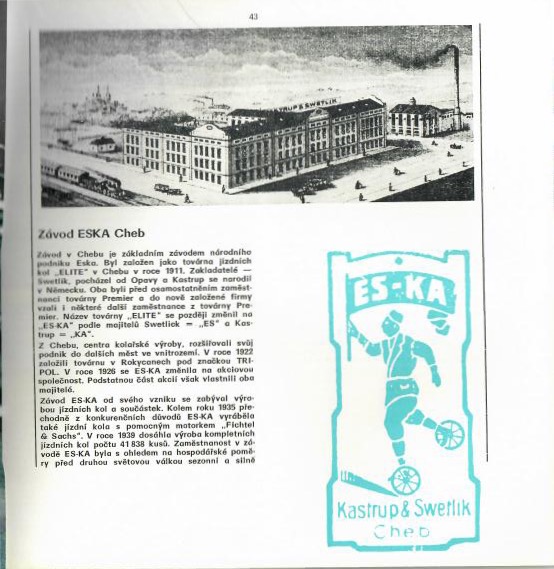 43
KASTRUP & SWETLIK
Závod ESKA Cheb
Závod v Chebu je základním závodem národního
podniku Eska. Byl založen jako továrna jízdních
kol „ELITE" v Chebu v roce 1911. Zakladatelé —
Swetlik, pocházel od Opavy a Kastrup se narodil
v Německu. Oba byli před osamostatněním zaměst-
nanci továrny Premier a do nově založené firmy
vzali i některé další zaměstnance z továrny Pre-
mier. Název továrny „ELITE" se později změnil na
„ES-KA" podle majitelů Swetlick = „ES" a Kas-
trup = „KA".
Z Chebu, centra kolařské výroby, rozšiřovali svůj
podnik do dalších měst ve vnitrozemí. V roce 1922
založili továrnu v Rokycanech pod značkou TRI-
POL. V roce 1926 se ES-KA změnila na akciovou
společnost. Podstatnou část akcií však vlastnili oba
majitelé.
Závod ES-KA od svého vzniku se zabýval výro-
bou jízdních kol a součástek. Kolem roku 1935 pře-
chodně z konkurenčních důvodů ES-KA vyráběla
také jízdní kola s pomocným motorkem „Fichtel
& Sachs". V roce 1939 dosáhla výroba kompletních
jízdních kol počtu 41 838 kusů. Zaměstnanost v zá-
vodě ES-KA byla s ohledem na hospodářské pomě-
ry před druhou světovou válkou sezonní a silně
ES-KA
Kastrup & Swetlik
Cheb